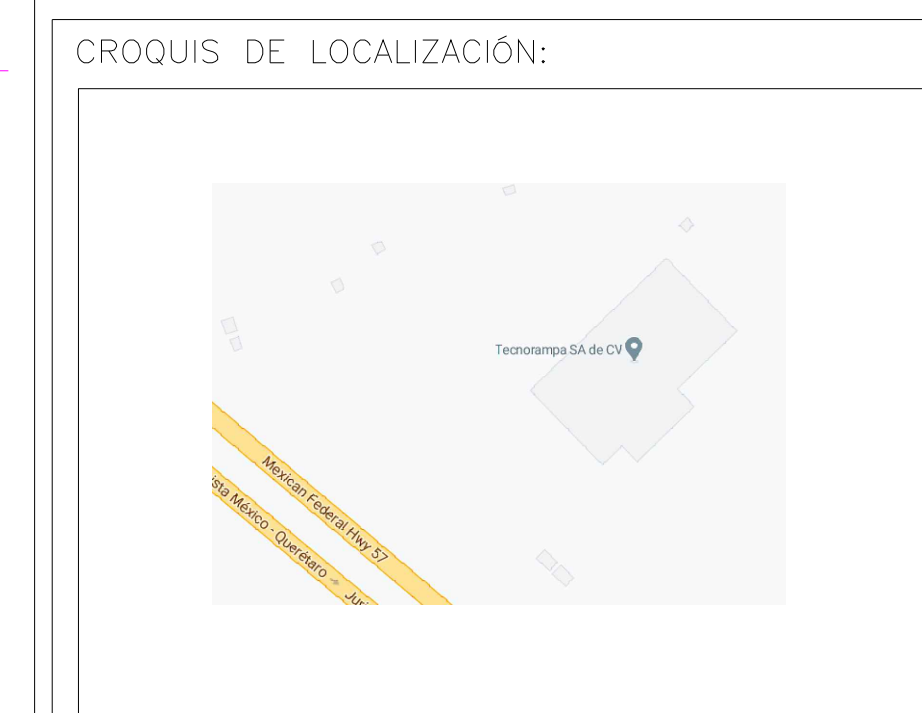 CROQUIS DE LOCALIZACIÓN:
Tecnorampa SA de CV
Mexican Federal Hwy 57
ista México - Querétaro